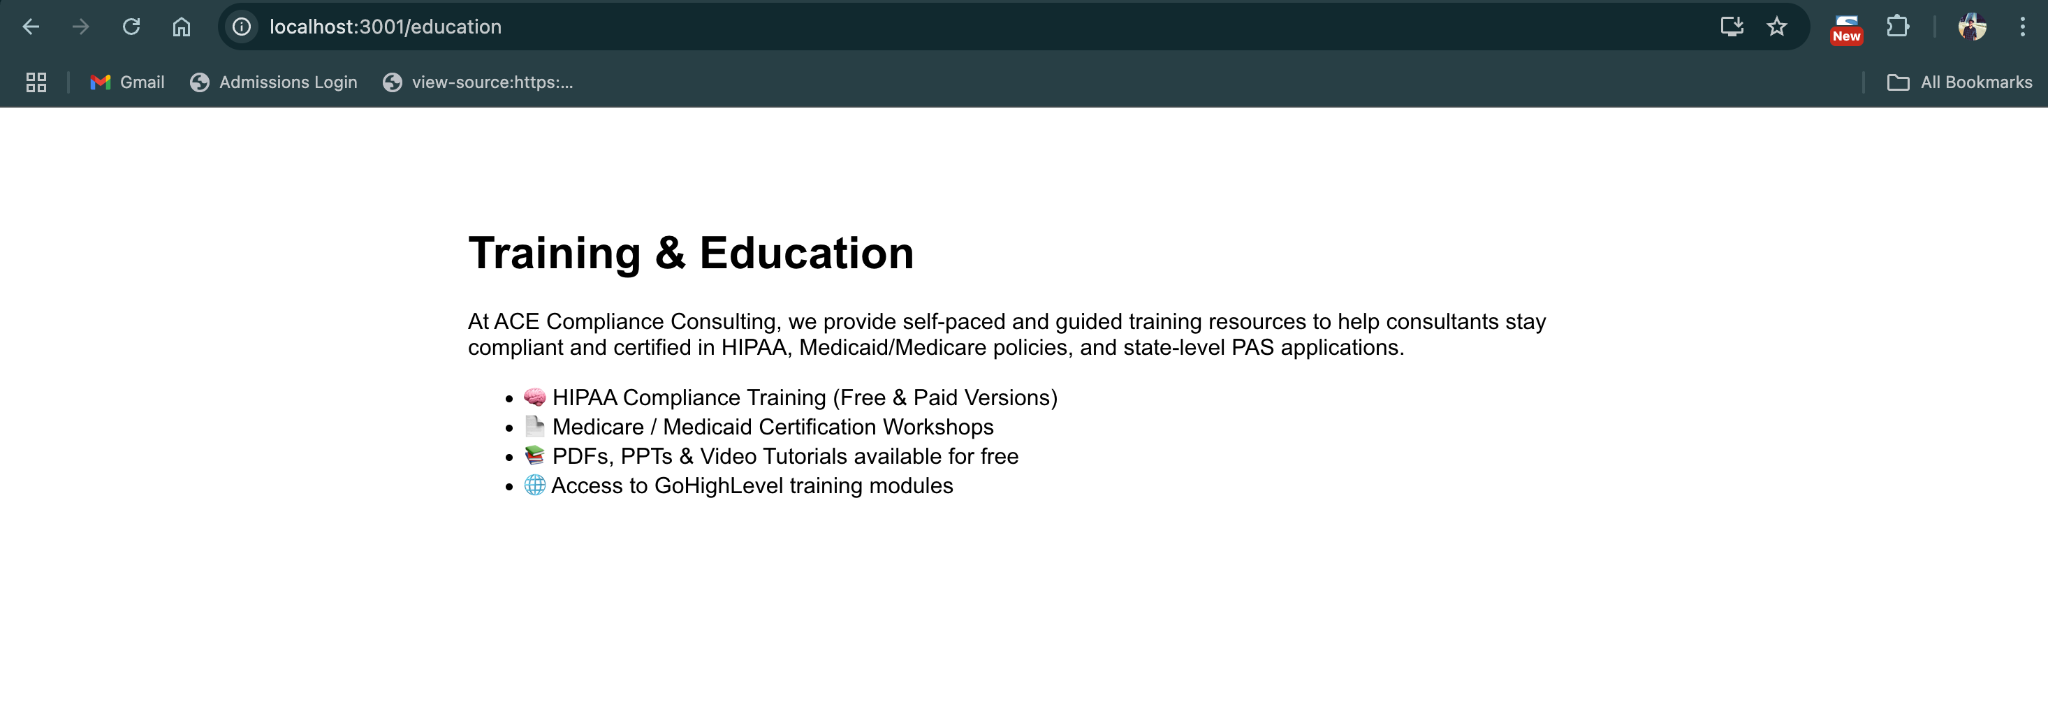 localhost:3001/education
New
Gmail
Admissions Login
view-source:https:...
All Bookmarks
Training & Education
At ACE Compliance Consulting, we provide self-paced and guided training resources to help consultants stay
compliant and certified in HIPAA, Medicaid/Medicare policies, and state-level PAS applications.
• 🧠 HIPAA Compliance Training (Free & Paid Versions)
• 📄 Medicare / Medicaid Certification Workshops
• 📚 PDFs, PPTs & Video Tutorials available for free
• 🌐 Access to GoHighLevel training modules